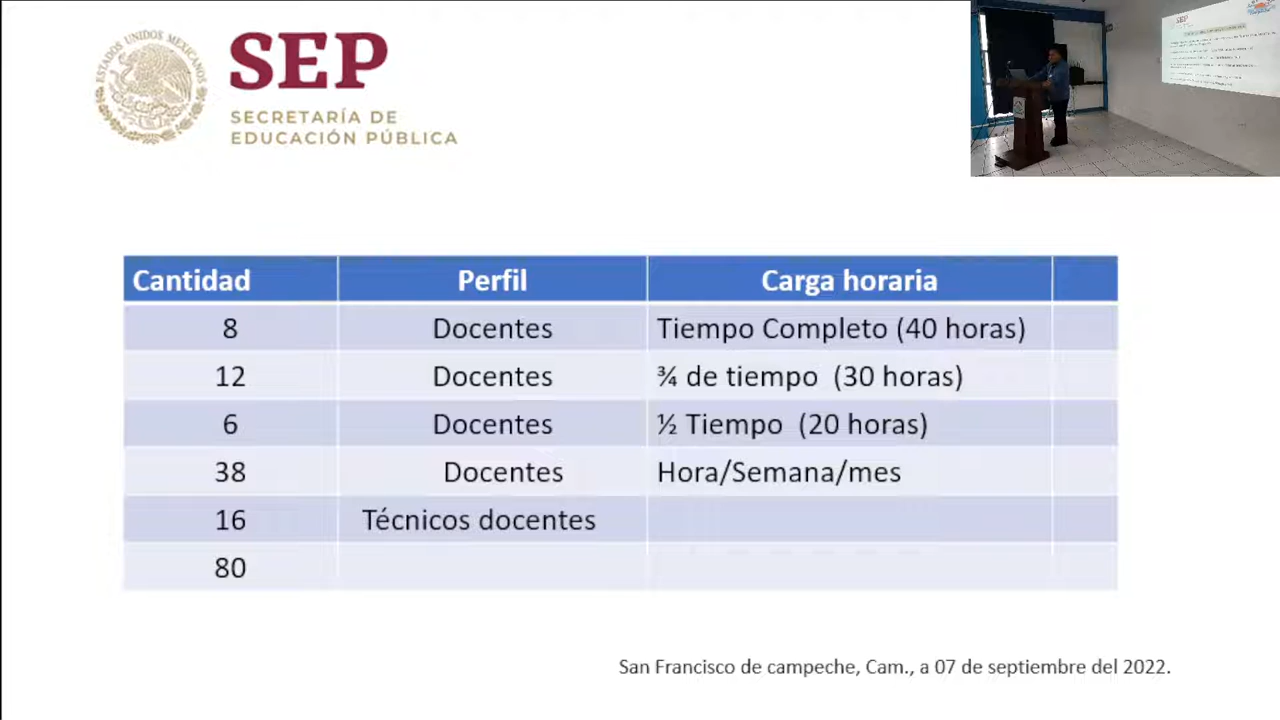 ESTADOS UNIDOS MEXICANOS
SEP
SECRETARÍA DE
EDUCACIÓN PÚBLICA
SEP
Cantidad Perfil Carga horaria
8 Docentes Tiempo Completo (40 horas)
12 Docentes ¾ de tiempo (30 horas)
6 Docentes ½ Tiempo (20 horas)
38 Docentes Hora/Semana/mes
16 Técnicos docentes
80
San Francisco de campeche, Cam., a 07 de septiembre del 2022.